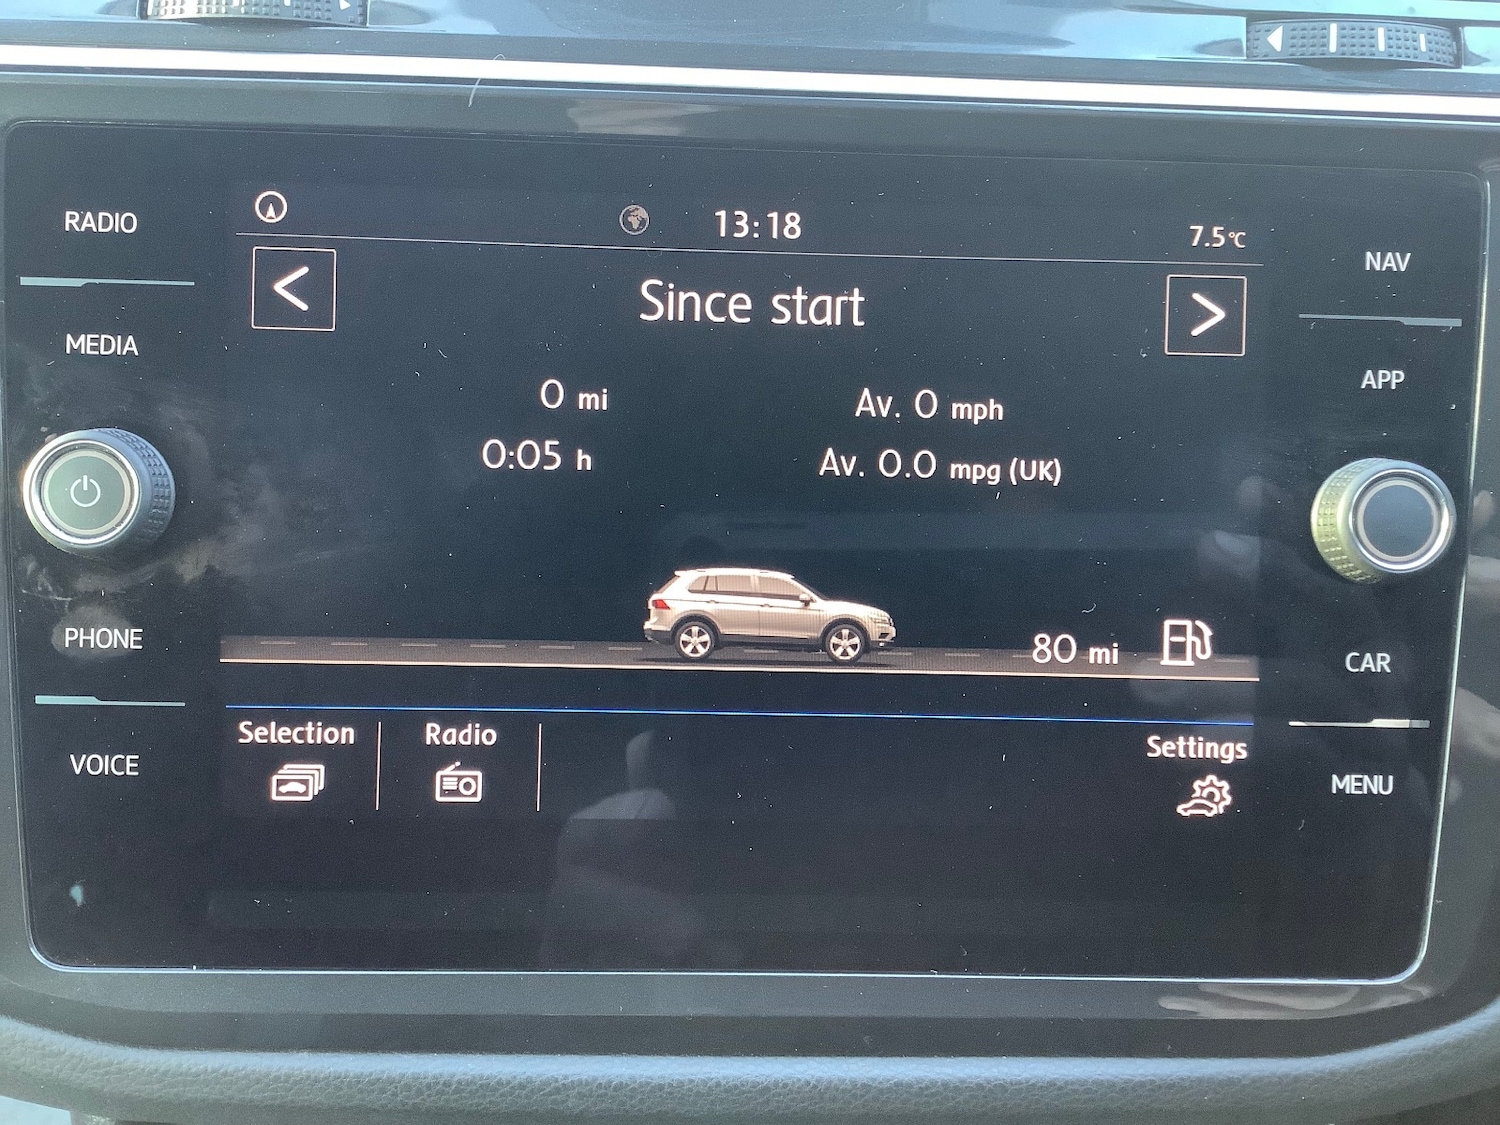 RADIO
MEDIA
PHONE
VOICE
13:18
7.5°C
Since start
0 mi
Av. 0 mph
0:05 h
Av. 0.0 mpg (UK)
80 mi
Selection
Radio
Settings
NAV
APP
CAR
MENU